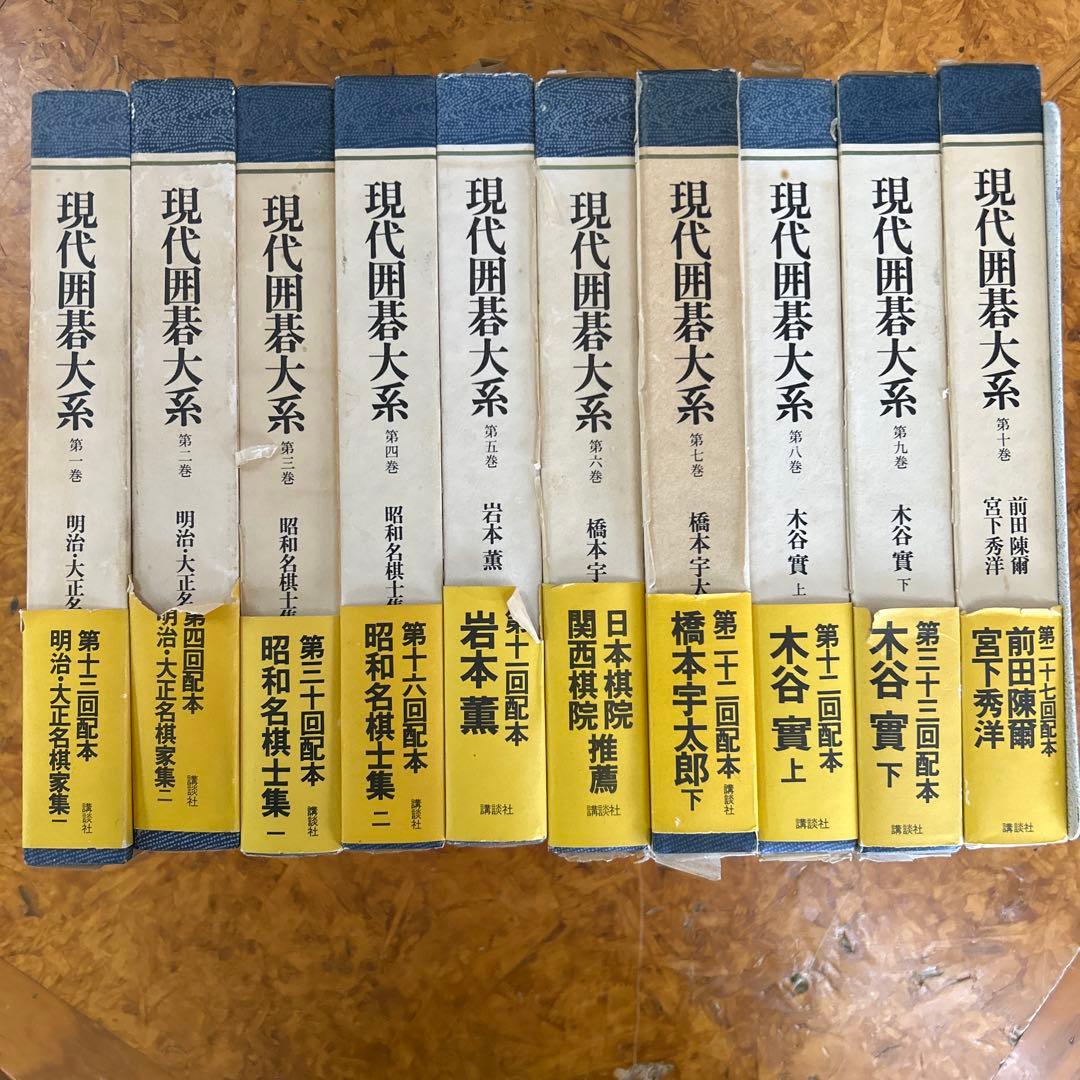 現代囲碁大系
第一巻
明治・大正名
第十三回配本
明治・大正名棋家集一
講談社
現代囲碁大系
第二巻
明治・大正名
第四回配本
明治・大正名棋家集二
講談社
現代囲碁大系
第三巻
昭和名棋士集
第三十回配本
昭和名棋士集 一
講談社
現代囲碁大系
第四巻
昭和名棋士集
第十六回配本
昭和名棋士集 二
講談社
現代囲碁大系
第五巻
岩本 薫
第十一回配本
岩本 薫
講談社
現代囲碁大系
第六巻
橋本宇
日本棋院
関西棋院
推薦
講談社
現代囲碁大系
第七巻
橋本宇太
第二十二回配本
橋本宇太郎 下
講談社
現代囲碁大系
第八巻
木谷 實 上
第十二回配本
木谷 實 上
講談社
現代囲碁大系
第九巻
木谷 實 下
第三十三回配本
木谷 實 下
講談社
現代囲碁大系
第十巻
前田陳爾
宮下秀洋
第二十七回配本
前田陳爾
宮下秀洋
講談社